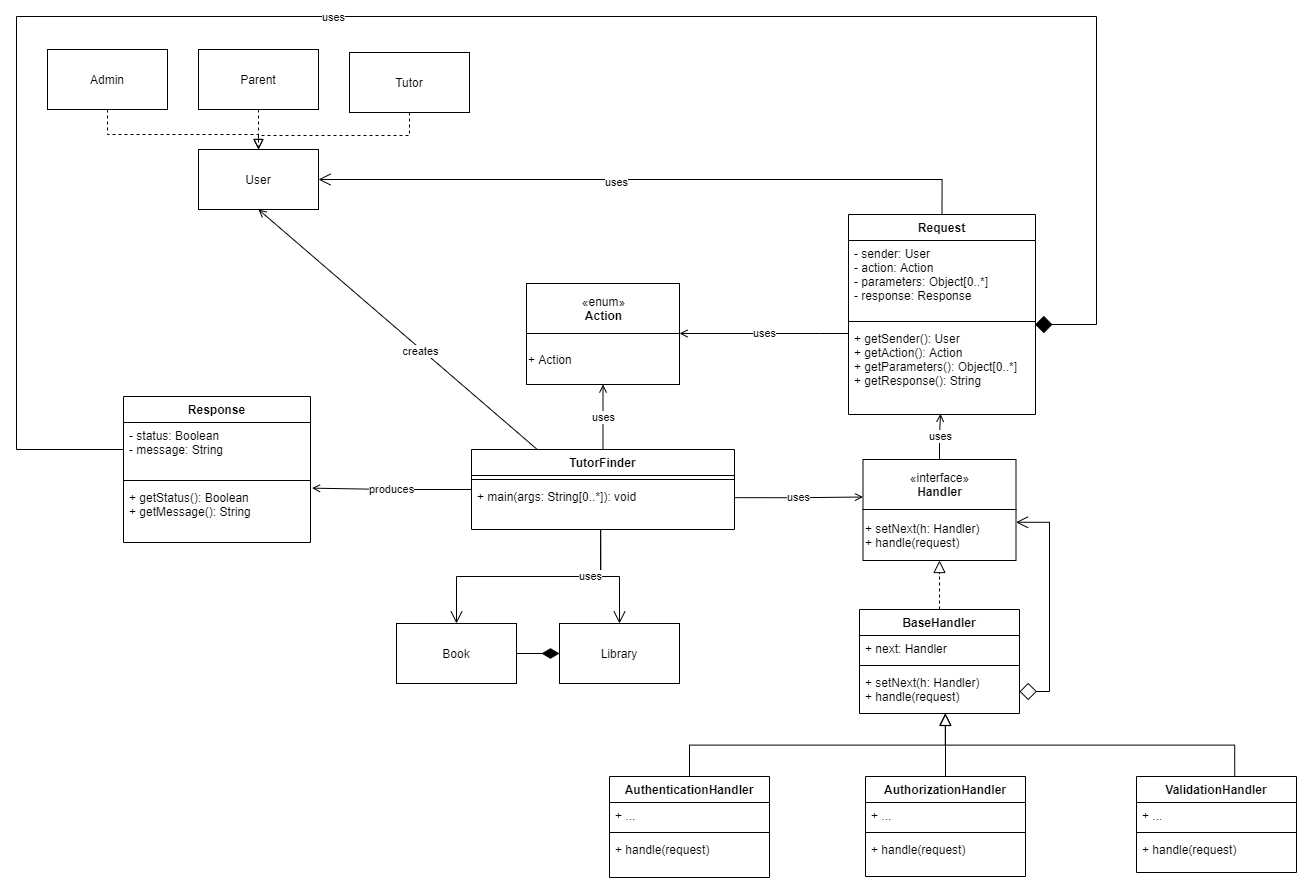 uses
Admin
Parent
Tutor
User
uses
Request
- sender: User
- action: Action
- parameters: Object[0..*]
- response: Response
+ getSender(): User
+ getAction(): Action
+ getParameters(): Object[0..*]
+ getResponse(): String
«enum»
Action
+ Action
uses
creates
uses
uses
Response
- status: Boolean
- message: String
+ getStatus(): Boolean
+ getMessage(): String
produces
TutorFinder
+ main(args: String[0..*]): void
uses
«interface»
Handler
+ setNext(h: Handler)
+ handle(request)
uses
Book
Library
BaseHandler
+ next: Handler
+ setNext(h: Handler)
+ handle(request)
AuthenticationHandler
+ ...
+ handle(request)
AuthorizationHandler
+ ...
+ handle(request)
ValidationHandler
+ ...
+ handle(request)